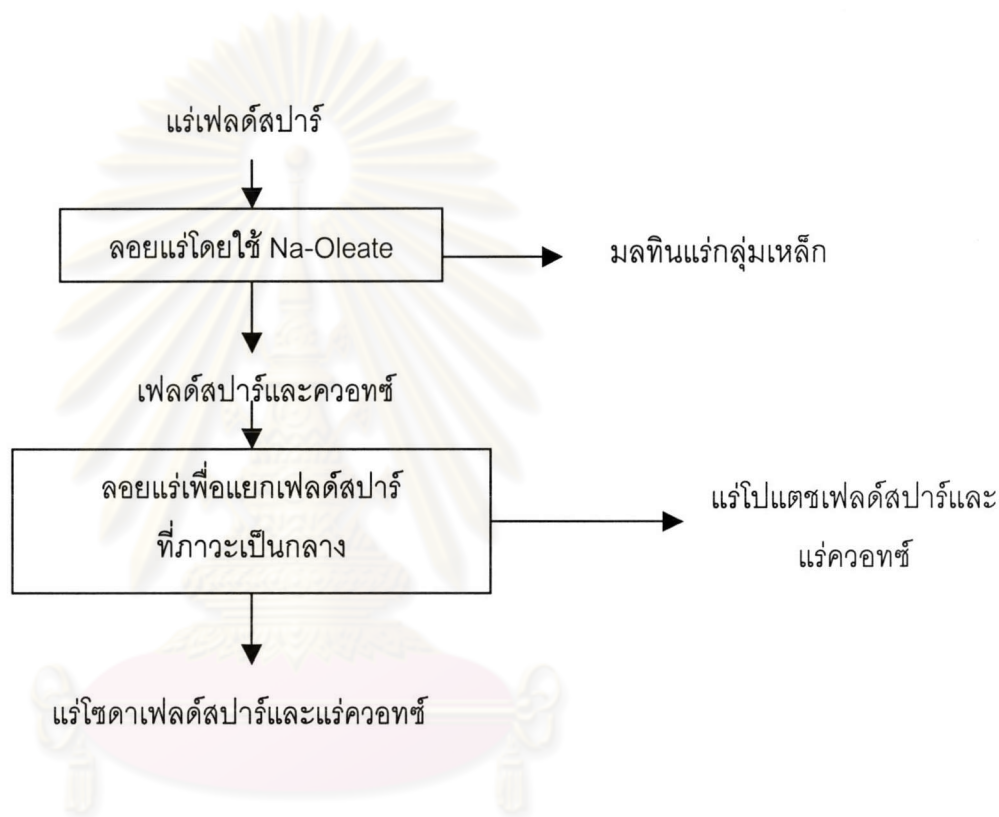 แร่เฟลด์สปาร์
ลอยแร่โดยใช้ Na-Oleate
มลทินแร่กลุ่มเหล็ก
เฟลด์สปาร์และควอทซ์
ลอยแร่เพื่อแยกเฟลด์สปาร์
ที่ภาวะเป็นกลาง
แร่โปแตชเฟลด์สปาร์และ
แร่ควอทซ์
แร่โซดาเฟลด์สปาร์และแร่ควอทซ์